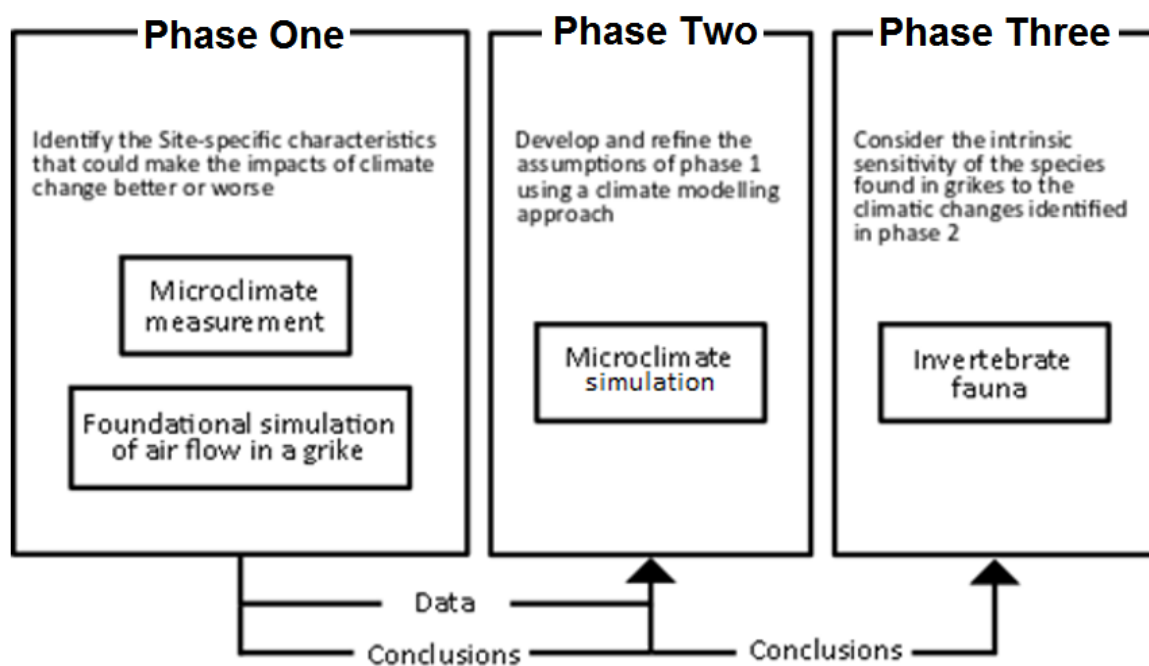 Phase One
Identify the Site-specific characteristics
that could make the impacts of climate
change better or worse
Microclimate
measurement
Foundational simulation
of air flow in a grike
Phase Two
Develop and refine the
assumptions of phase 1
using a climate modelling
approach
Microclimate
simulation
Phase Three
Consider the intrinsic
sensitivity of the species
found in grikes to the
climatic changes identified
in phase 2
Invertebrate
fauna
Data
Conclusions
Conclusions